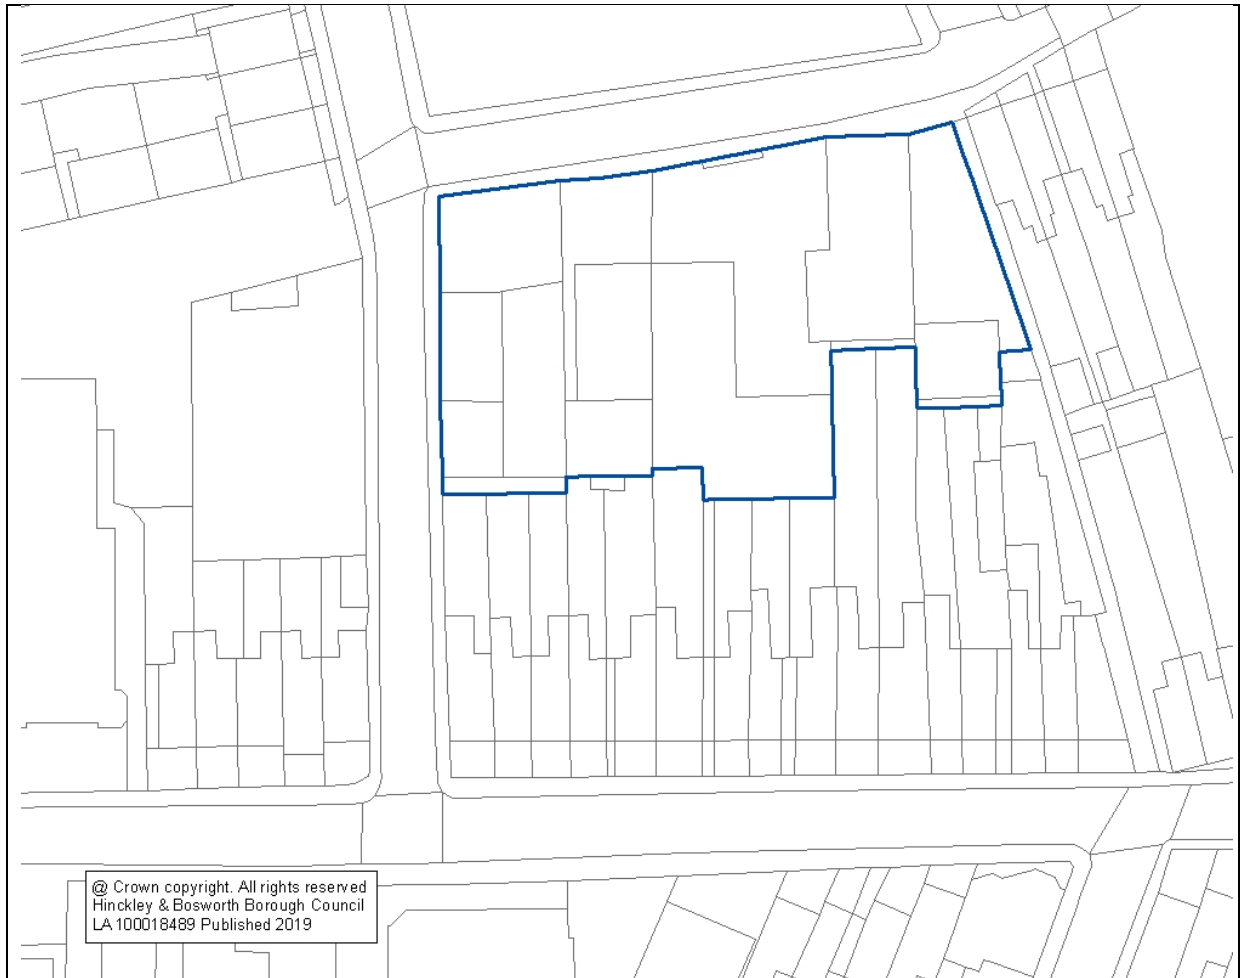 @ Crown copyright. All rights reserved
Hinckley & Bosworth Borough Council
LA 100018489 Published 2019